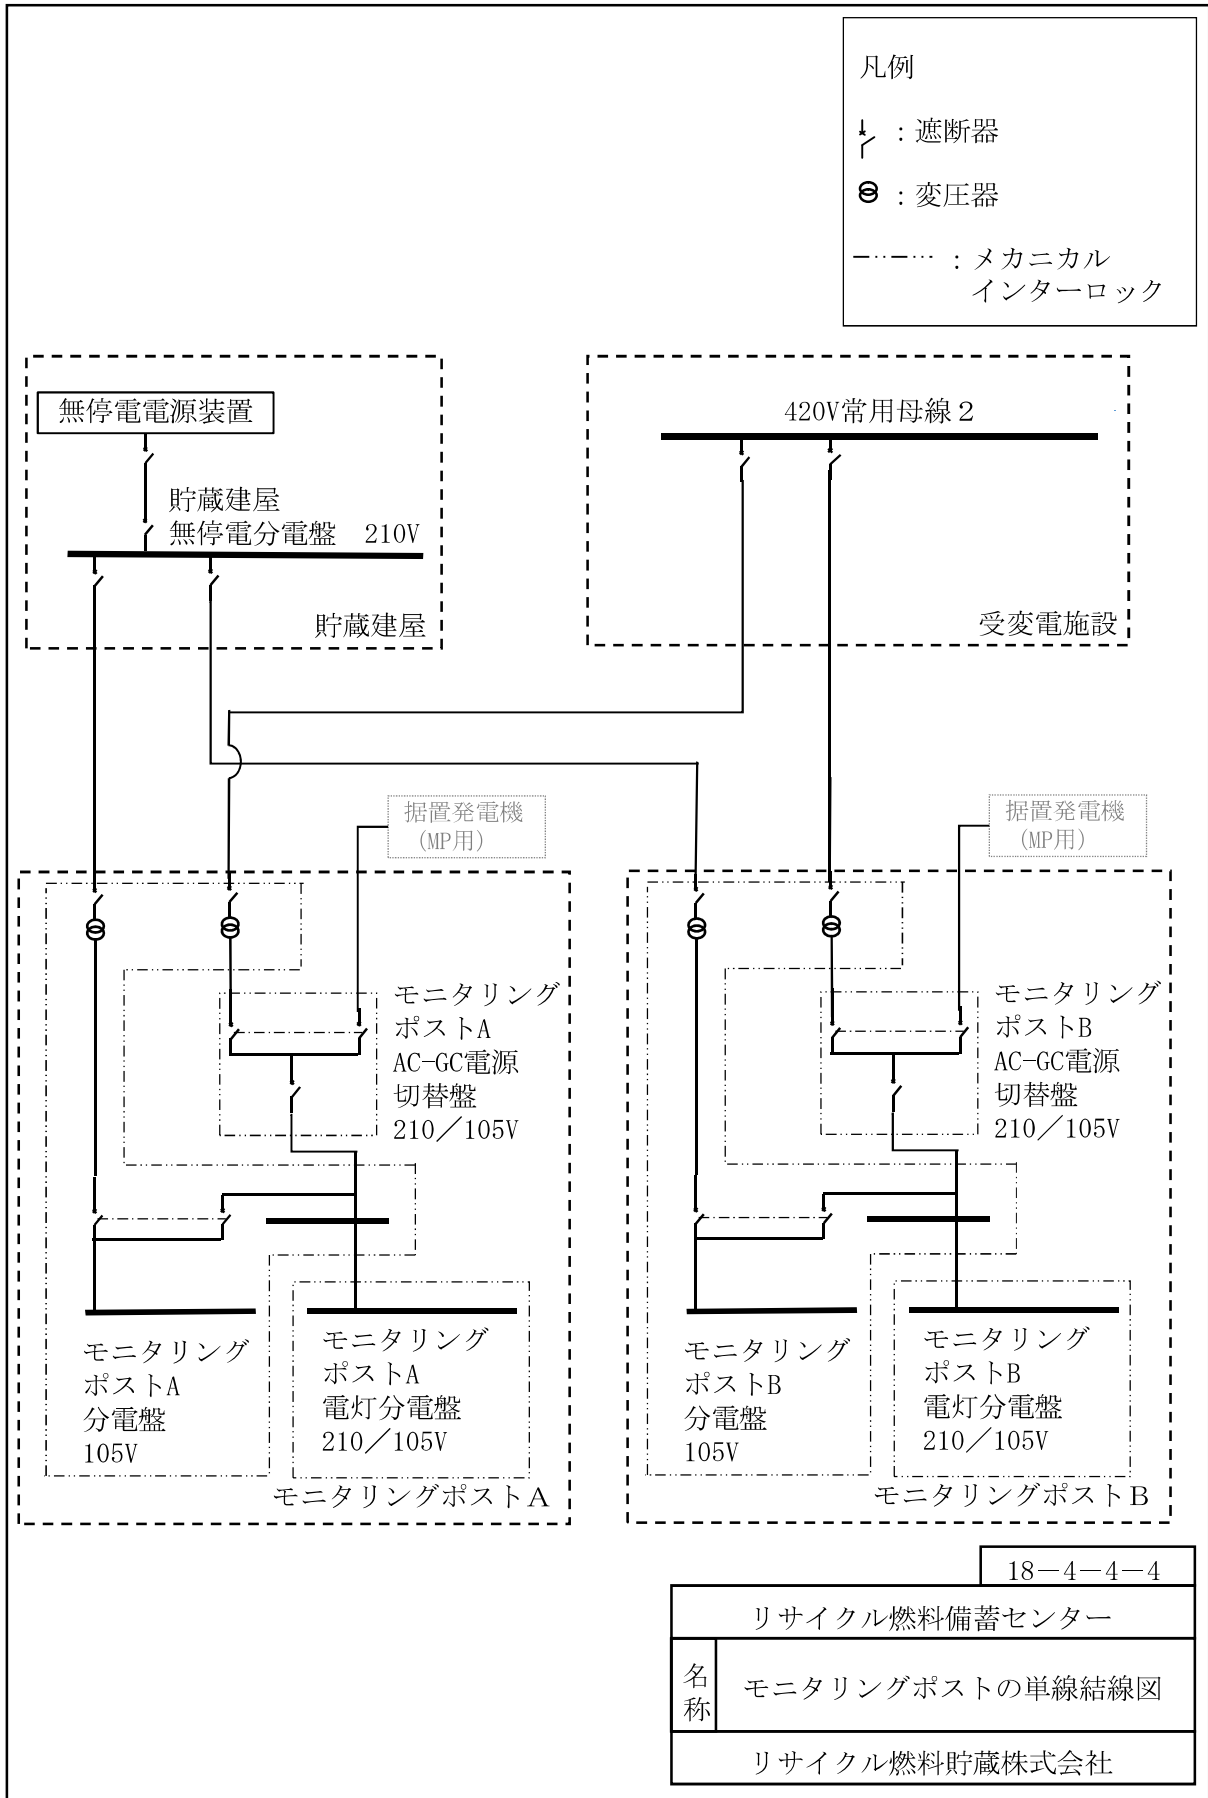 凡例
：遮断器
：変圧器
：メカニカル
インターロック
無停電電源装置
貯蔵建屋
無停電分電盤　210V
貯蔵建屋
420V常用母線２
受変電施設
据置発電機
(MP用)
据置発電機
(MP用)
モニタリング
ポストA
AC-GC電源
切替盤
210／105V
モニタリング
ポストB
AC-GC電源
切替盤
210／105V
モニタリング
ポストA
分電盤
105V
モニタリング
ポストA
電灯分電盤
210／105V
モニタリングポストＡ
モニタリング
ポストB
分電盤
105V
モニタリング
ポストB
電灯分電盤
210／105V
モニタリングポストＢ
18－4－4－4
リサイクル燃料備蓄センター
名称
モニタリングポストの単線結線図
リサイクル燃料貯蔵株式会社